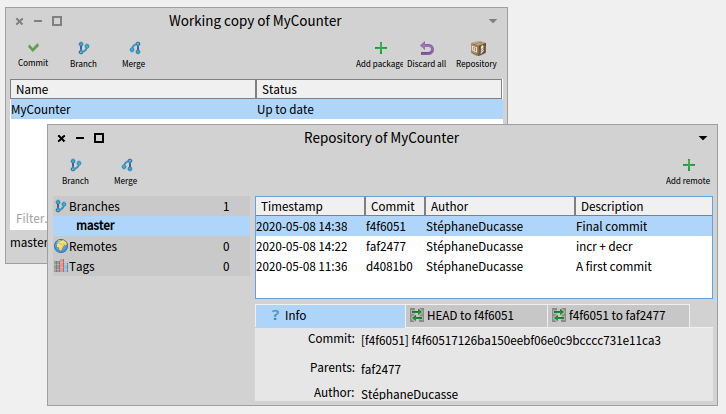 Working copy of MyCounter
Commit Branch Merge Add package Discard all Repository
Name Status
MyCounter Up to date
Filter.
master
Repository of MyCounter
Branch Merge Add remote
Branches 1
master
Remotes 0
Tags 0
Timestamp Commit Author Description
2020-05-08 14:38 f4f6051 StéphaneDucasse Final commit
2020-05-08 14:22 faf2477 StéphaneDucasse incr + decr
2020-05-08 11:36 d4081b0 StéphaneDucasse A first commit
? Info HEAD to f4f6051 f4f6051 to faf2477
Commit: [f4f6051] f4f60517126ba150eebf06e0c9bcccc731e11ca3
Parents: faf2477
Author: StéphaneDucasse